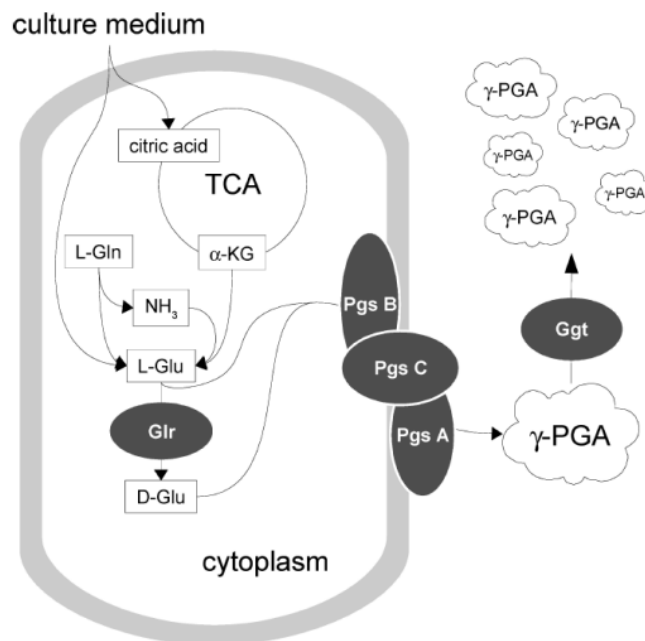 culture medium
citric acid
TCA
L-Gln
α-KG
NH₃
L-Glu
Glr
D-Glu
cytoplasm
Pgs B
Pgs C
Pgs A
γ-PGA
γ-PGA
γ-PGA
γ-PGA
γ-PGA
Ggt
γ-PGA